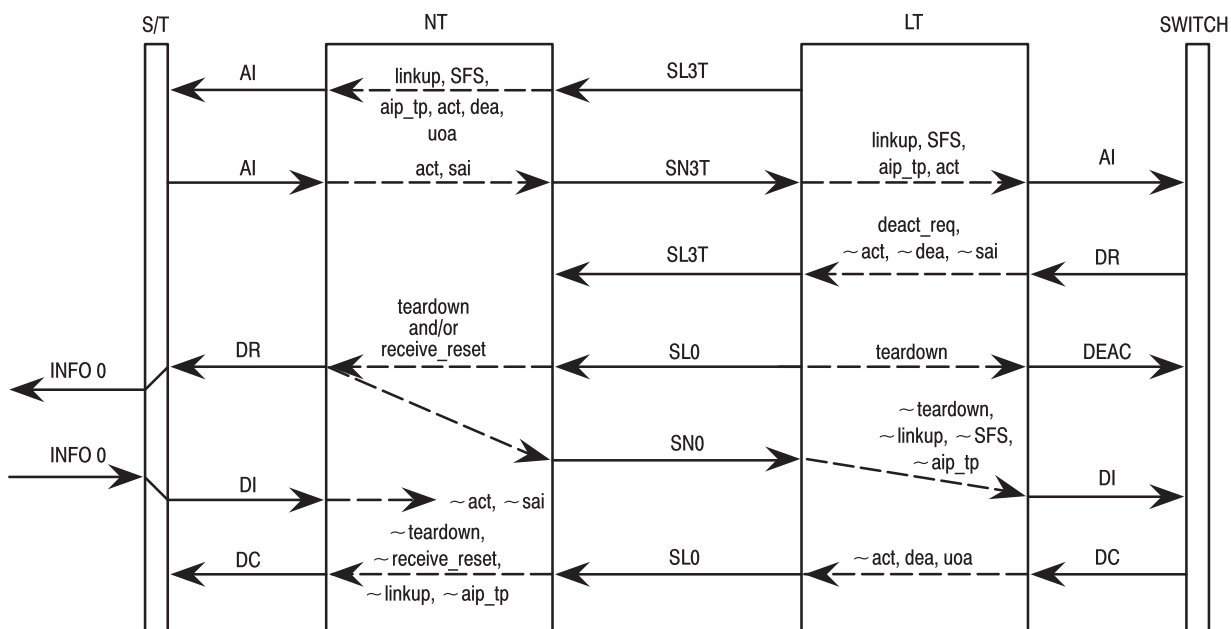 S/T
NT
LT
SWITCH
AI
linkup, SFS,
aip_tp, act, dea,
uoa
SL3T
AI
act, sai
SN3T
linkup, SFS,
aip_tp, act
AI
SL3T
deact_req,
~act, ~dea, ~sai
DR
INFO 0
DR
teardown
and/or
receive_reset
SL0
teardown
DEAC
INFO 0
DI
~act, ~sai
SN0
~teardown,
~linkup, ~SFS,
~aip_tp
DI
DC
~teardown,
~receive_reset,
~linkup, ~aip_tp
SL0
~act, dea, uoa
DC